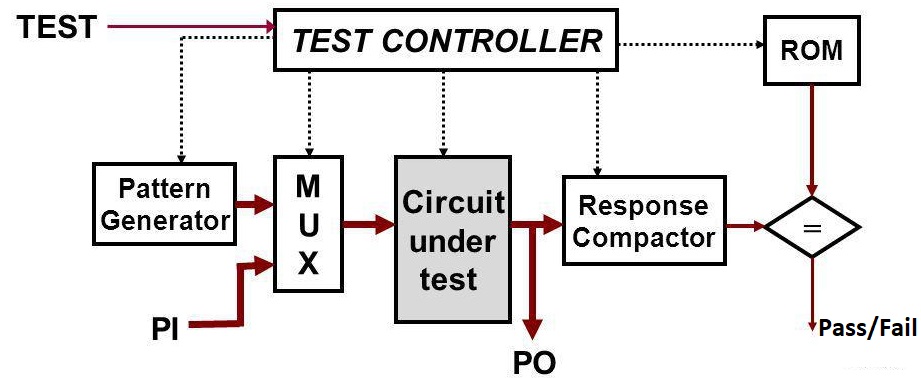 TEST
TEST CONTROLLER
ROM
Pattern
Generator
M
U
X
Circuit
under
test
Response
Compactor
=
PI
PO
Pass/Fail